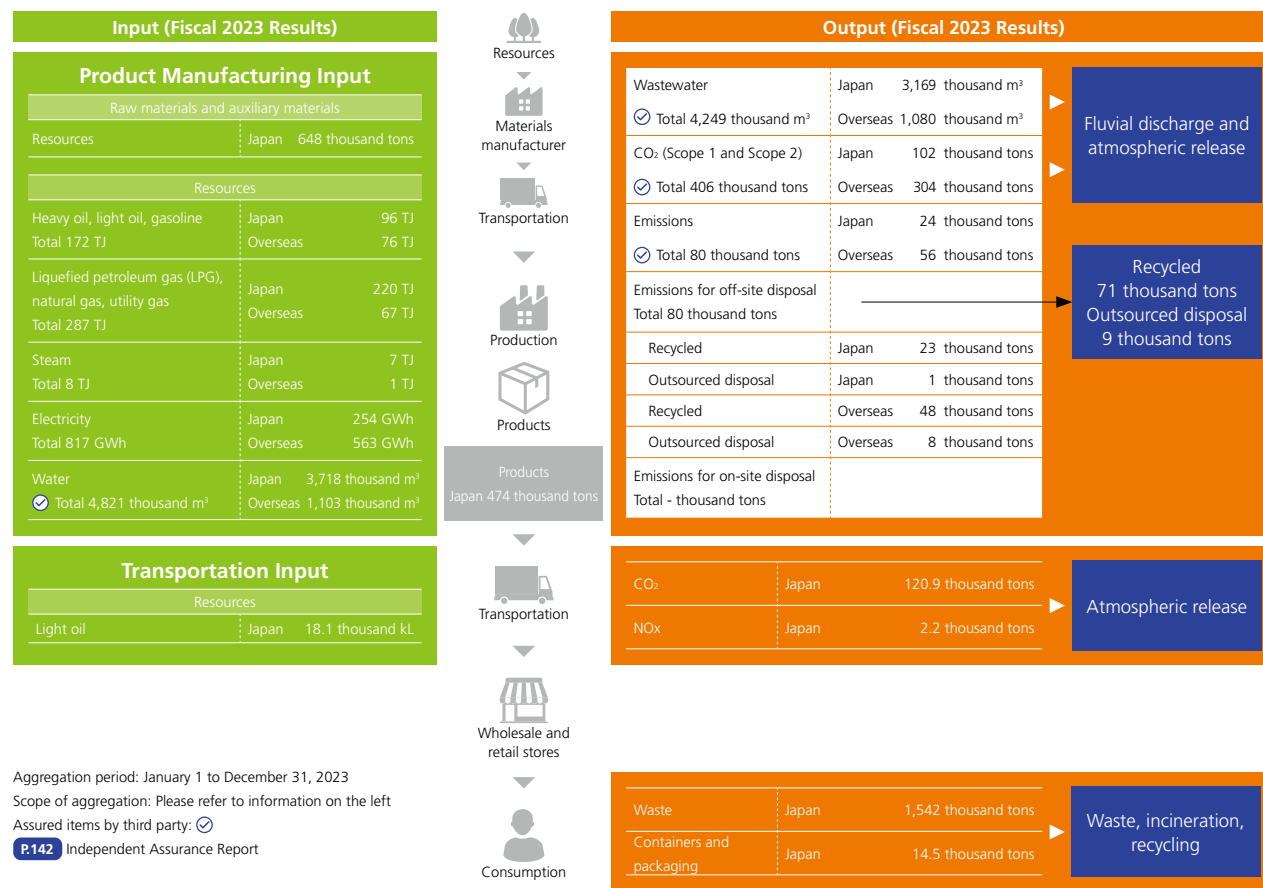 Input (Fiscal 2023 Results)
Product Manufacturing Input
Raw materials and auxiliary materials
Resources Japan 648 thousand tons
Resources
Heavy oil, light oil, gasoline Japan 96 TJ
Total 172 TJ Overseas 76 TJ
Liquefied petroleum gas (LPG),
natural gas, utility gas
Total 287 TJ
Japan 220 TJ
Overseas 67 TJ
Steam Japan 7 TJ
Total 8 TJ Overseas 1 TJ
Electricity Japan 254 GWh
Total 817 GWh Overseas 563 GWh
Water Japan 3,718 thousand m³
Total 4,821 thousand m³ Overseas 1,103 thousand m³
Transportation Input
Resources
Light oil Japan 18.1 thousand kL
Aggregation period: January 1 to December 31, 2023
Scope of aggregation: Please refer to information on the left
Assured items by third party:
P.142 Independent Assurance Report
Resources
Materials
manufacturer
Transportation
Production
Products
Products
Japan 474 thousand tons
Transportation
Wholesale and
retail stores
Consumption
Output (Fiscal 2023 Results)
Wastewater Japan 3,169 thousand m³
Total 4,249 thousand m³ Overseas 1,080 thousand m³
CO₂ (Scope 1 and Scope 2) Japan 102 thousand tons
Total 406 thousand tons Overseas 304 thousand tons
Emissions Japan 24 thousand tons
Total 80 thousand tons Overseas 56 thousand tons
Emissions for off-site disposal
Total 80 thousand tons
Recycled Japan 23 thousand tons
Outsourced disposal Japan 1 thousand tons
Recycled Overseas 48 thousand tons
Outsourced disposal Overseas 8 thousand tons
Emissions for on-site disposal
Total - thousand tons
Fluvial discharge and
atmospheric release
Recycled
71 thousand tons
Outsourced disposal
9 thousand tons
CO₂ Japan 120.9 thousand tons
NOx Japan 2.2 thousand tons
Atmospheric release
Waste Japan 1,542 thousand tons
Containers and
packaging
Japan 14.5 thousand tons
Waste, incineration,
recycling